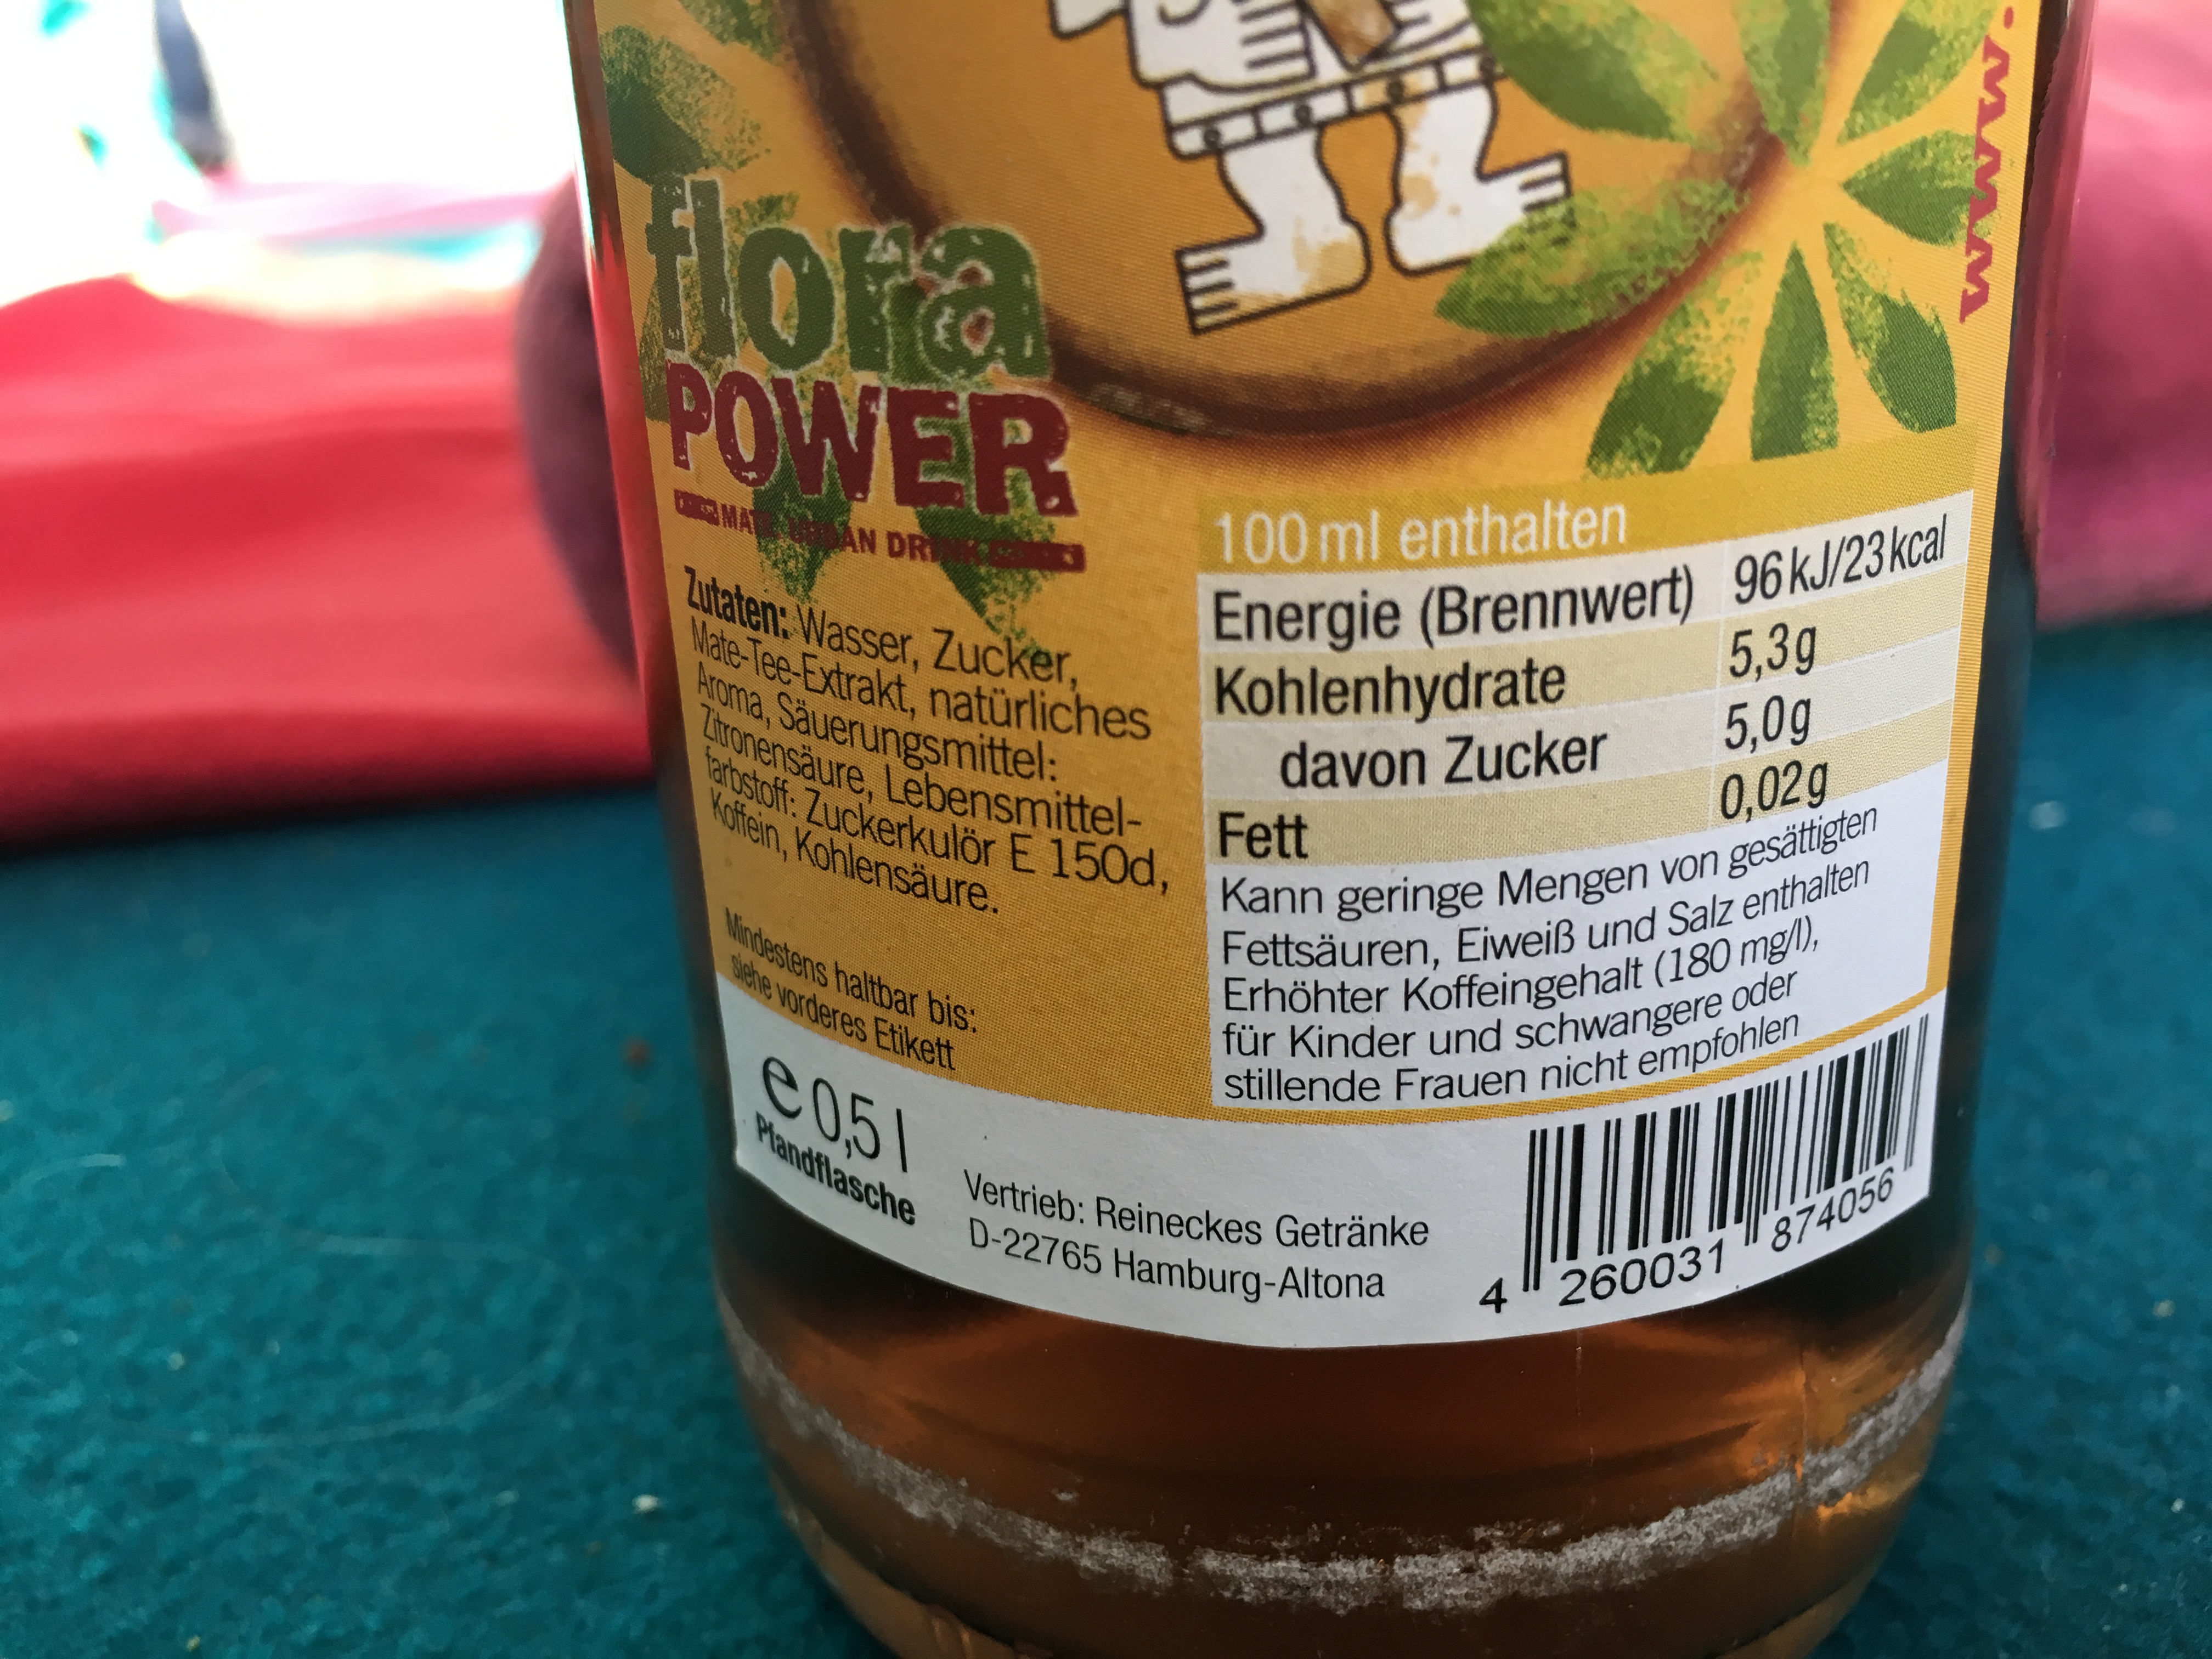 flora
POWER
MATE URBAN DRINK
Zutaten: Wasser, Zucker,
Mate-Tee-Extrakt, natürliches
Aroma, Säuerungsmittel:
Zitronensäure, Lebensmittel-
farbstoff: Zuckerkulör E 150d,
Koffein, Kohlensäure.
Mindestens haltbar bis:
siehe vorderes Etikett
e 0,5 l
Pfandflasche
100 ml enthalten
Energie (Brennwert) 96 kJ/23 kcal
Kohlenhydrate 5,3 g
davon Zucker 5,0 g
Fett 0,02 g
Kann geringe Mengen von gesättigten
Fettsäuren, Eiweiß und Salz enthalten
Erhöhter Koffeingehalt (180 mg/l),
für Kinder und schwangere oder
stillende Frauen nicht empfohlen
Vertrieb: Reineckes Getränke
D-22765 Hamburg-Altona
4 260031 874056
www.